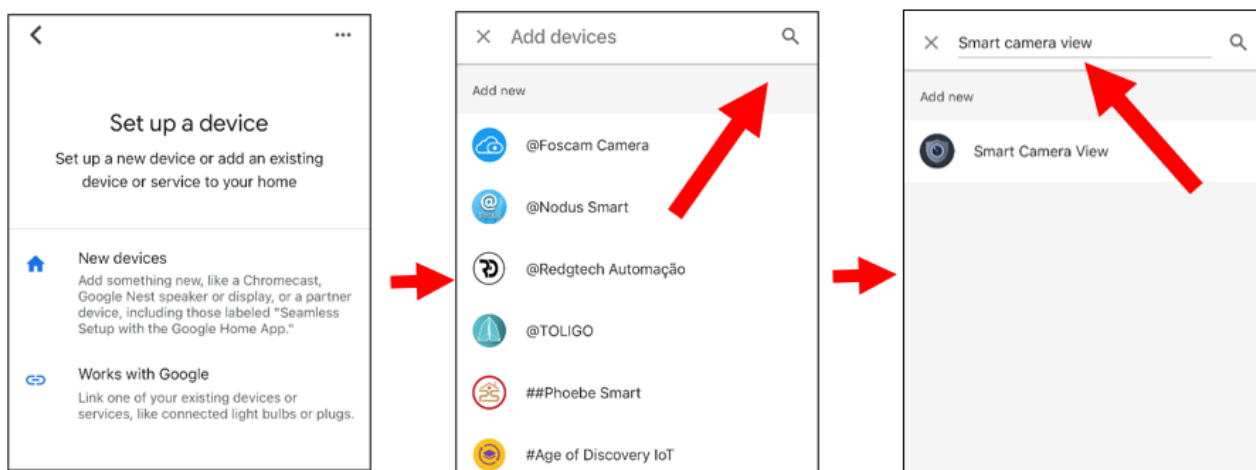 Set up a device
Set up a new device or add an existing
device or service to your home
New devices
Add something new, like a Chromecast,
Google Nest speaker or display, or a partner
device, including those labeled "Seamless
Setup with the Google Home App."
Works with Google
Link one of your existing devices or
services, like connected light bulbs or plugs.
Add devices
Add new
@Foscam Camera
@Nodus Smart
@Redgtech Automação
@TOLIGO
##Phoebe Smart
#Age of Discovery IoT
Smart camera view
Add new
Smart Camera View